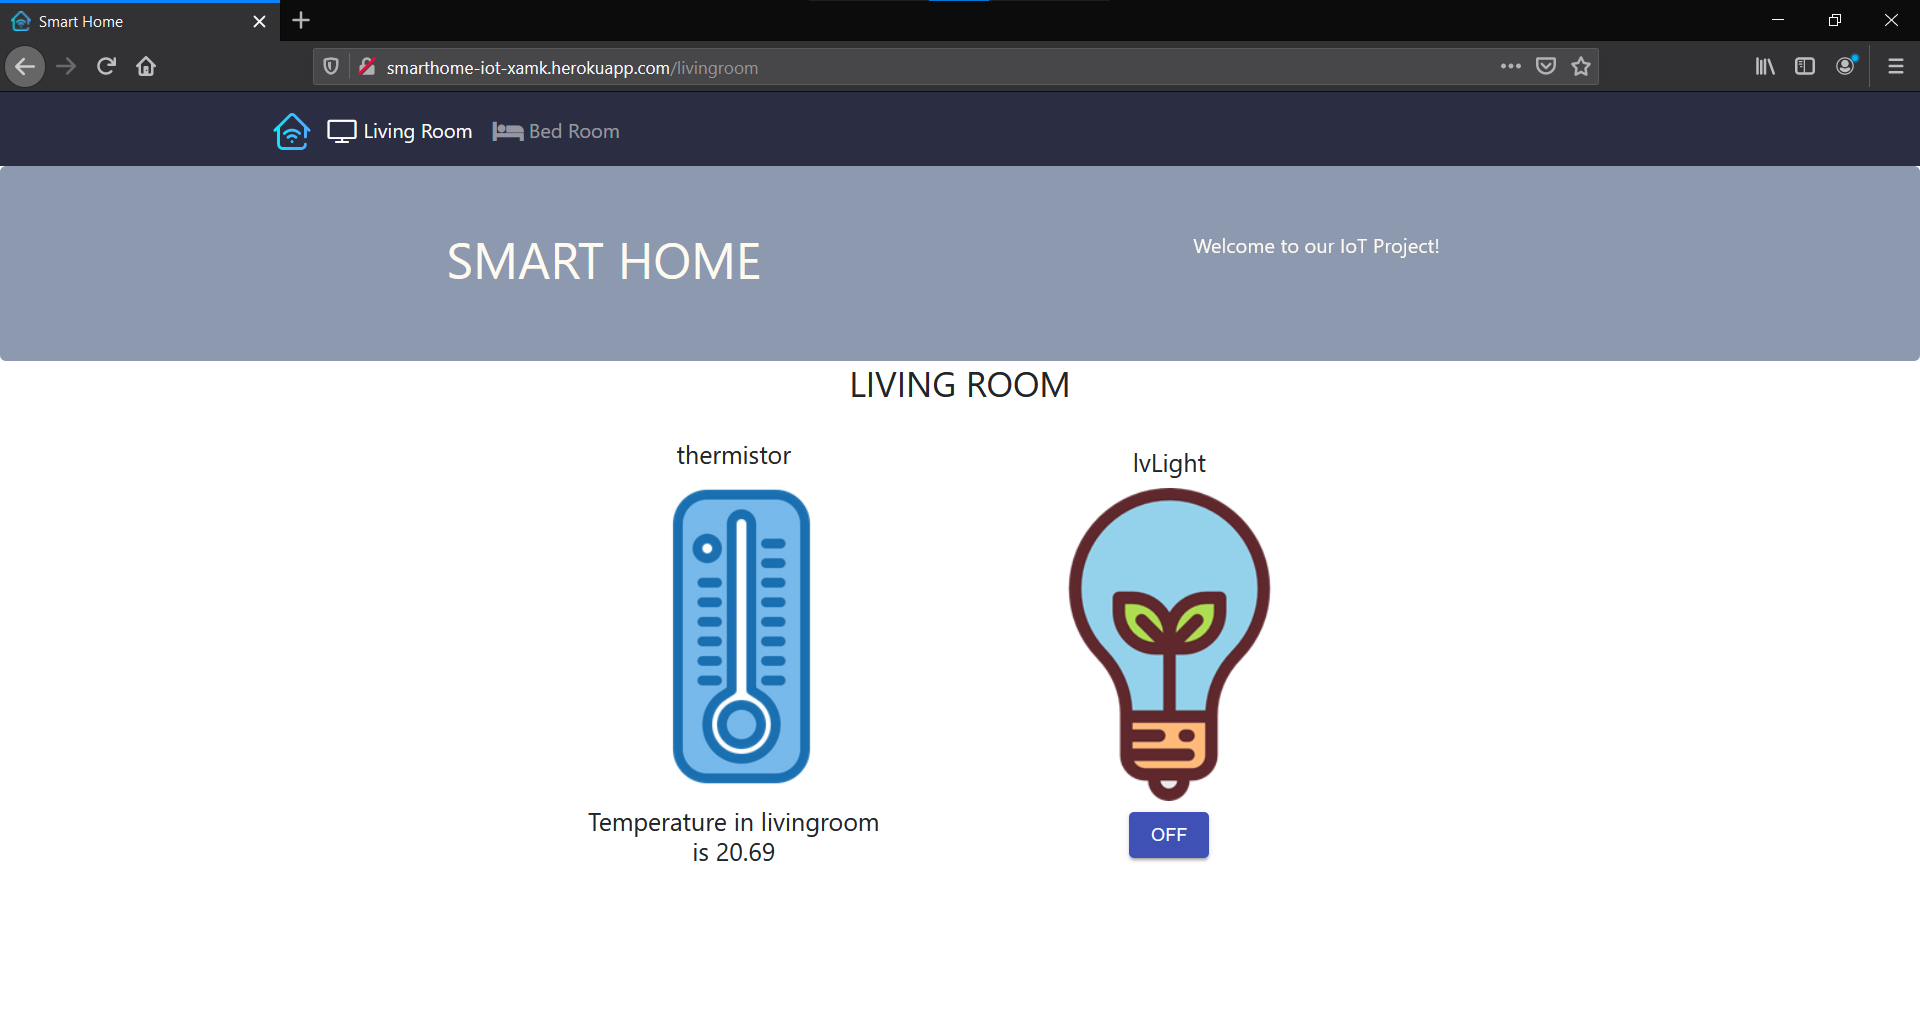 Smart Home
smarthome-iot-xamk.herokuapp.com/livingroom
Living Room
Bed Room
SMART HOME
Welcome to our IoT Project!
LIVING ROOM
thermistor
lvLight
Temperature in livingroom
is 20.69
OFF